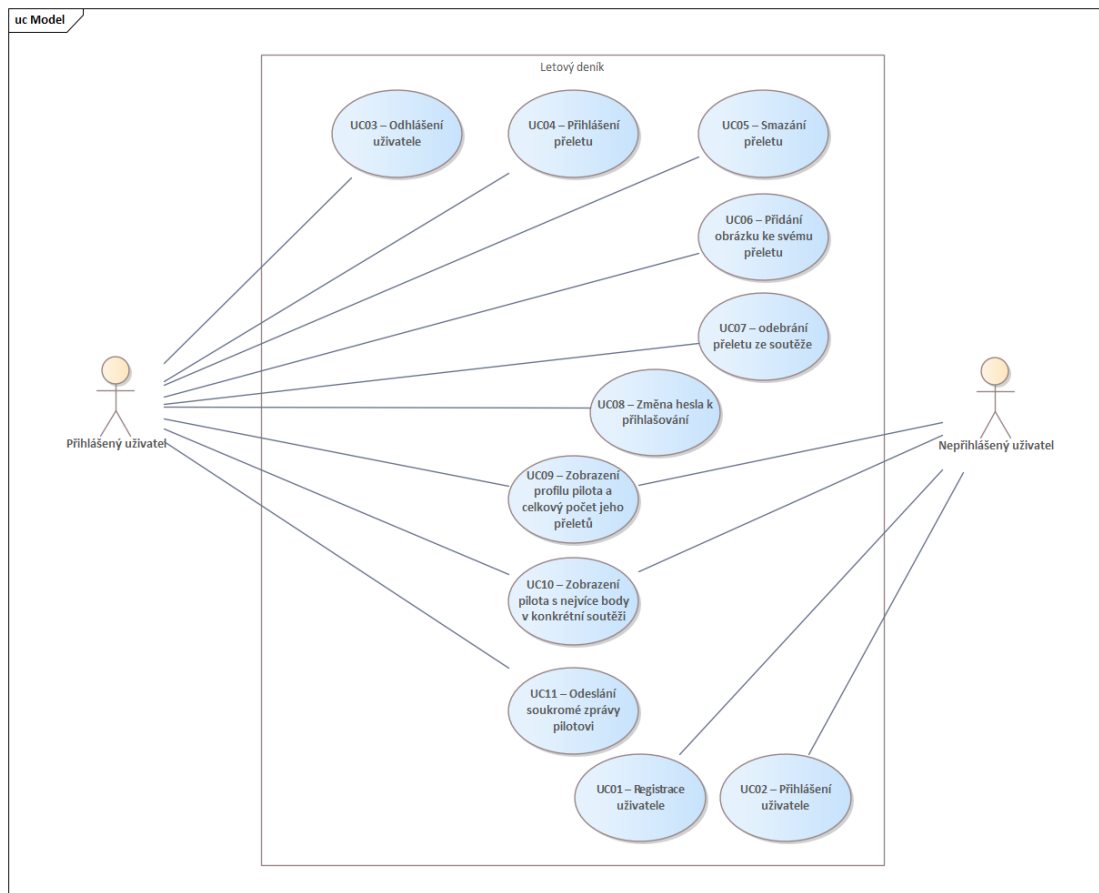 uc Model
Letový deník
UC03 – Odhlášení
uživatele
UC04 – Přihlášení
přeletu
UC05 – Smazání
přeletu
UC06 – Přidání
obrázku ke svému
přeletu
UC07 – odebrání
přeletu ze soutěže
Přihlášený uživatel
Nepřihlášený uživatel
UC08 – Změna hesla k
přihlašování
UC09 – Zobrazení
profilu pilota a
celkový počet jeho
přeletů
UC10 – Zobrazení
pilota s nejvíce body
v konkrétní soutěži
UC11 – Odeslání
soukromé zprávy
pilotovi
UC01 – Registrace
uživatele
UC02 – Přihlášení
uživatele